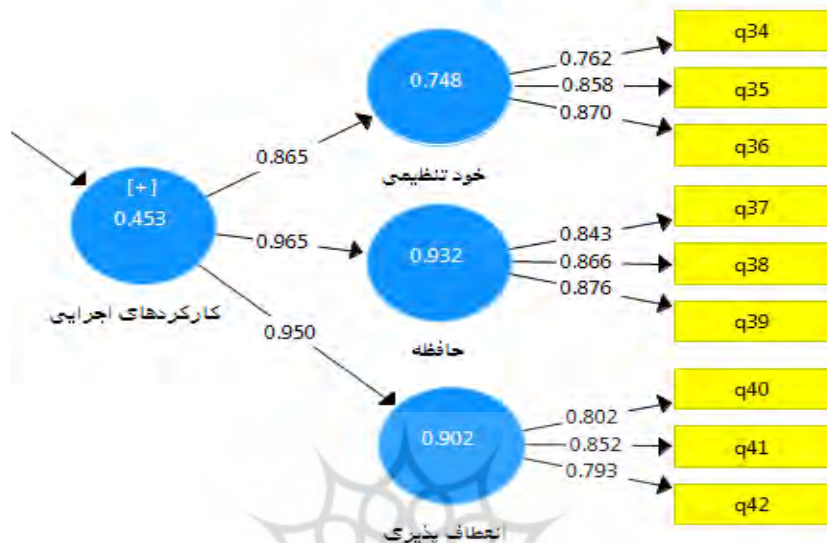 q34
0.762
0.748
0.858
q35
0.870
q36
0.865
خود تنظیمی
[+]
0.453
q37
0.843
0.965
0.932
0.866
q38
0.876
q39
کارکردهای اجرایی
0.950
حافظه
q40
0.802
0.902
0.852
q41
0.793
q42
انعطاف پذیری